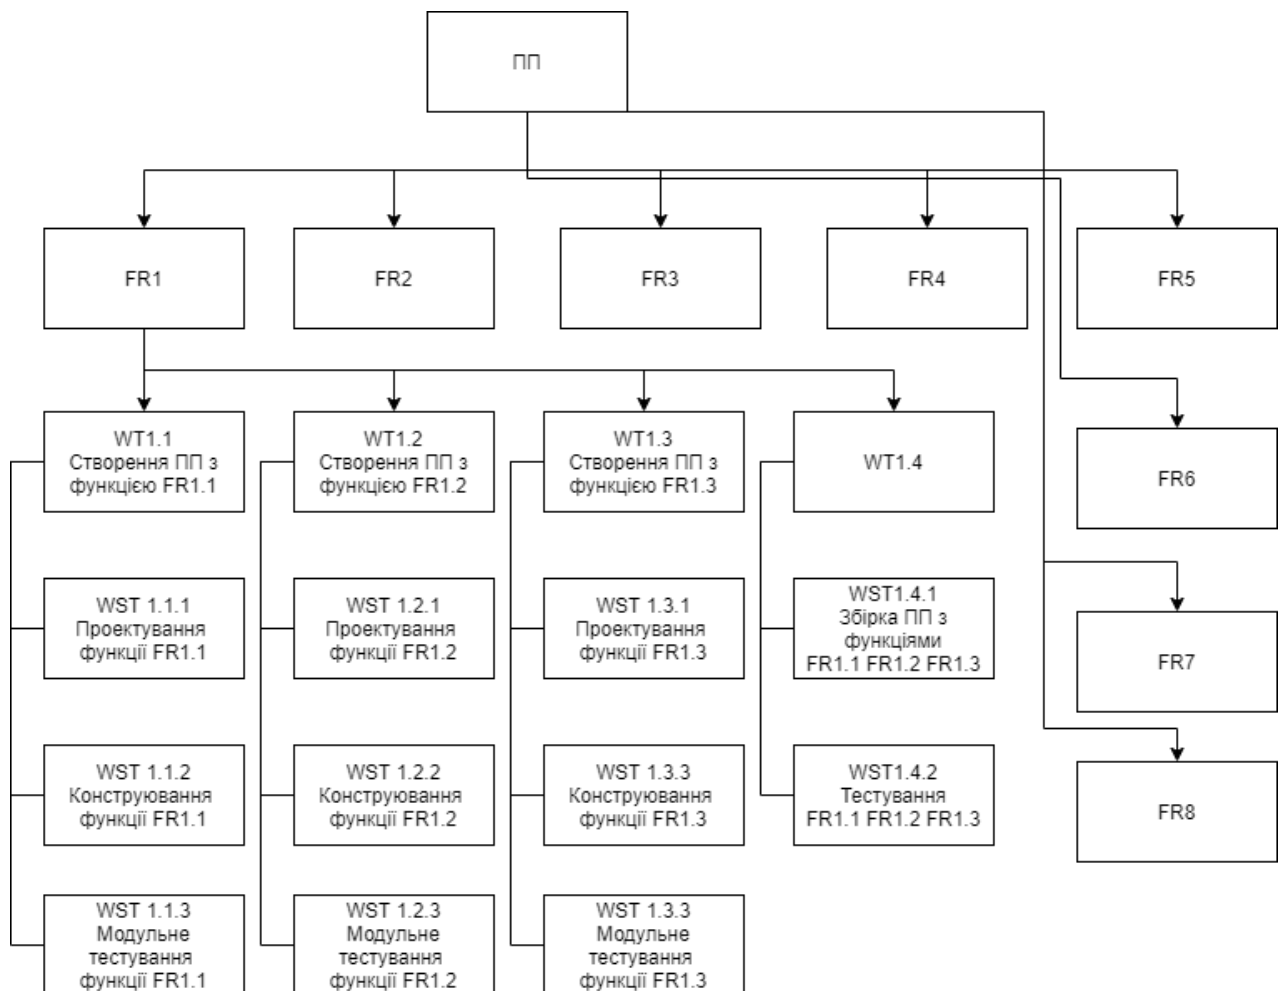 ПП
FR1
FR2
FR3
FR4
FR5
WT1.1
Створення ПП з
функцією FR1.1
WT1.2
Створення ПП з
функцією FR1.2
WT1.3
Створення ПП з
функцією FR1.3
WT1.4
FR6
WST 1.1.1
Проектування
функції FR1.1
WST 1.2.1
Проектування
функції FR1.2
WST 1.3.1
Проектування
функції FR1.3
WST1.4.1
Збірка ПП з
функціями
FR1.1 FR1.2 FR1.3
FR7
WST 1.1.2
Конструювання
функції FR1.1
WST 1.2.2
Конструювання
функції FR1.2
WST 1.3.3
Конструювання
функції FR1.3
WST1.4.2
Тестування
FR1.1 FR1.2 FR1.3
FR8
WST 1.1.3
Модульне
тестування
функції FR1.1
WST 1.2.3
Модульне
тестування
функції FR1.2
WST 1.3.3
Модульне
тестування
функції FR1.3